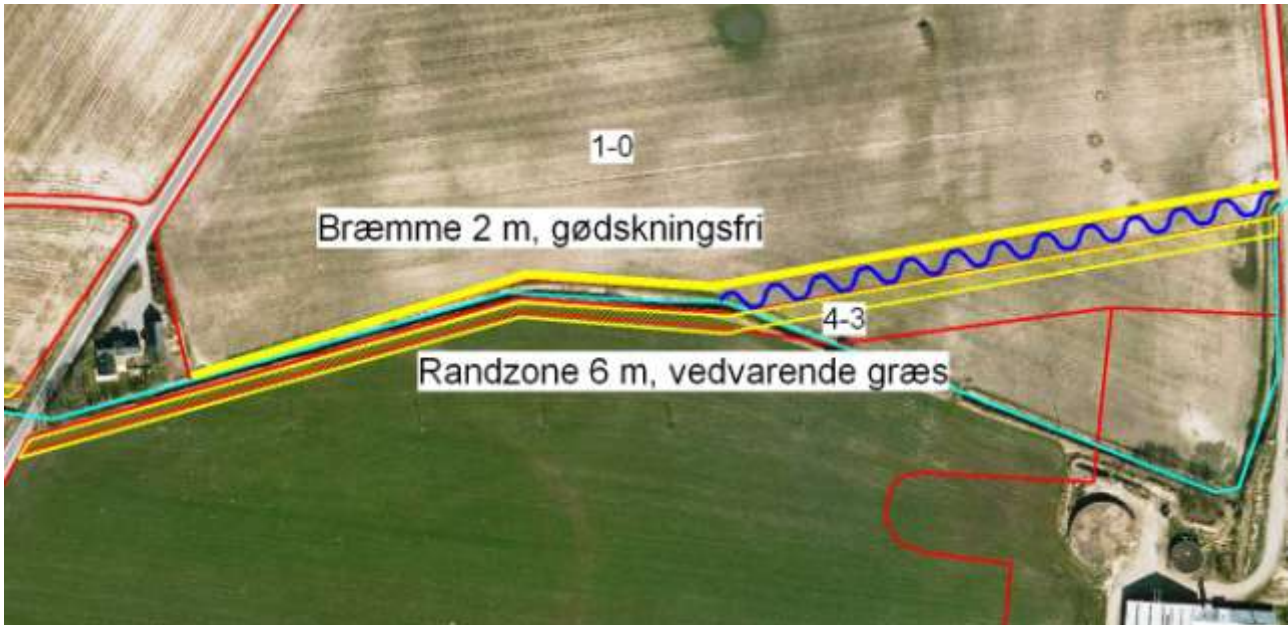 1-0
Bræmme 2 m, gødskningsfri
4-3
Randzone 6 m, vedvarende græs